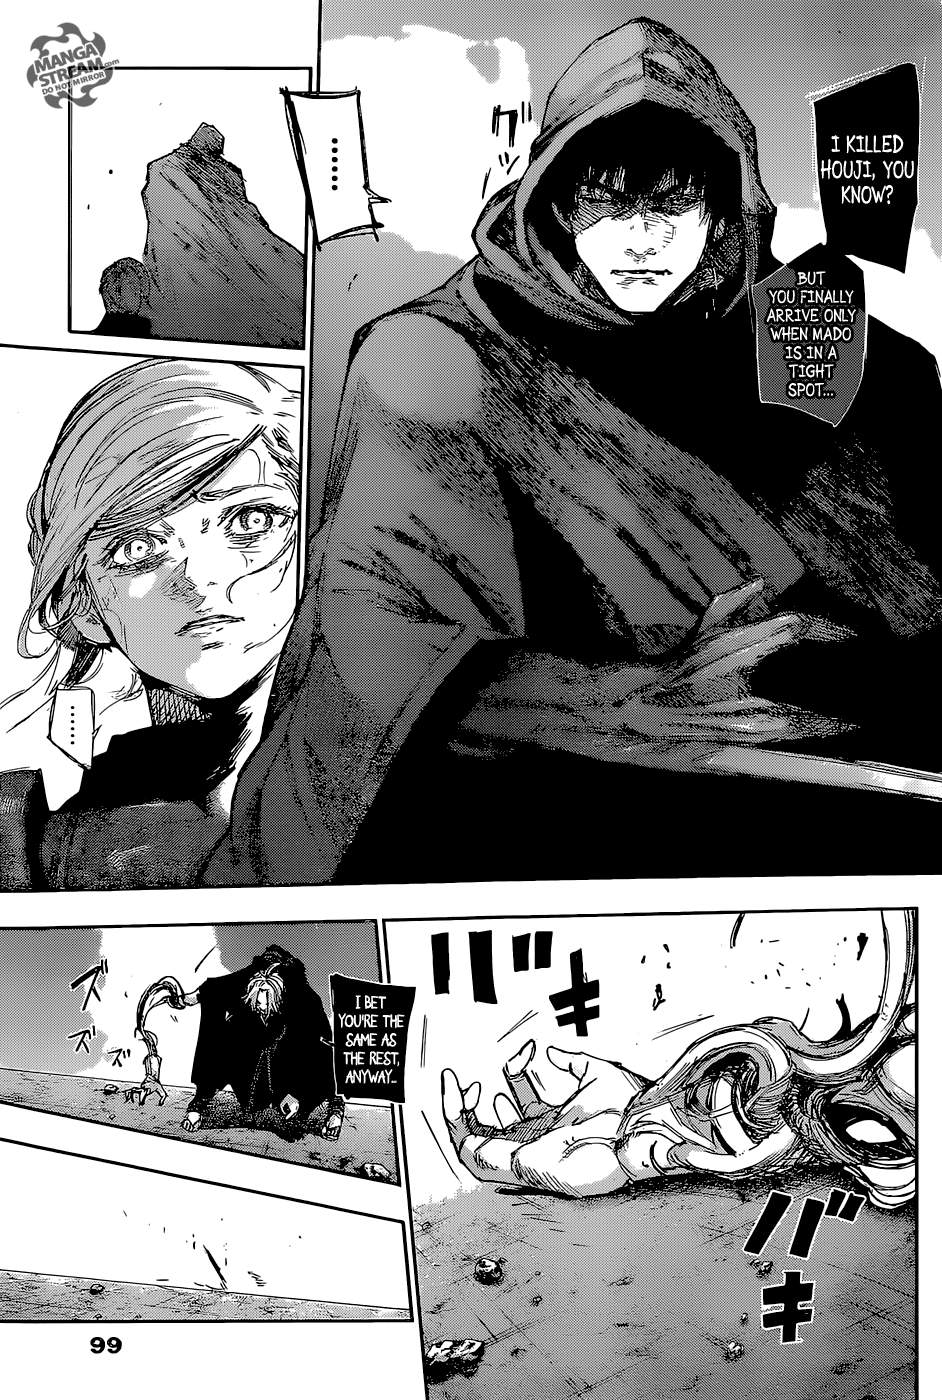 I KILLED
HOUJI, YOU
KNOW?
BUT
YOU FINALLY
ARRIVE ONLY
WHEN MADO
IS IN A
TIGHT
SPOT...
グッ
......
MANGA
STREAM.com
DO NOT MIRROR
......
バキ
バキ
I BET
YOU'RE THE
SAME AS
THE REST,
ANYWAY...
ズ
ズ
99